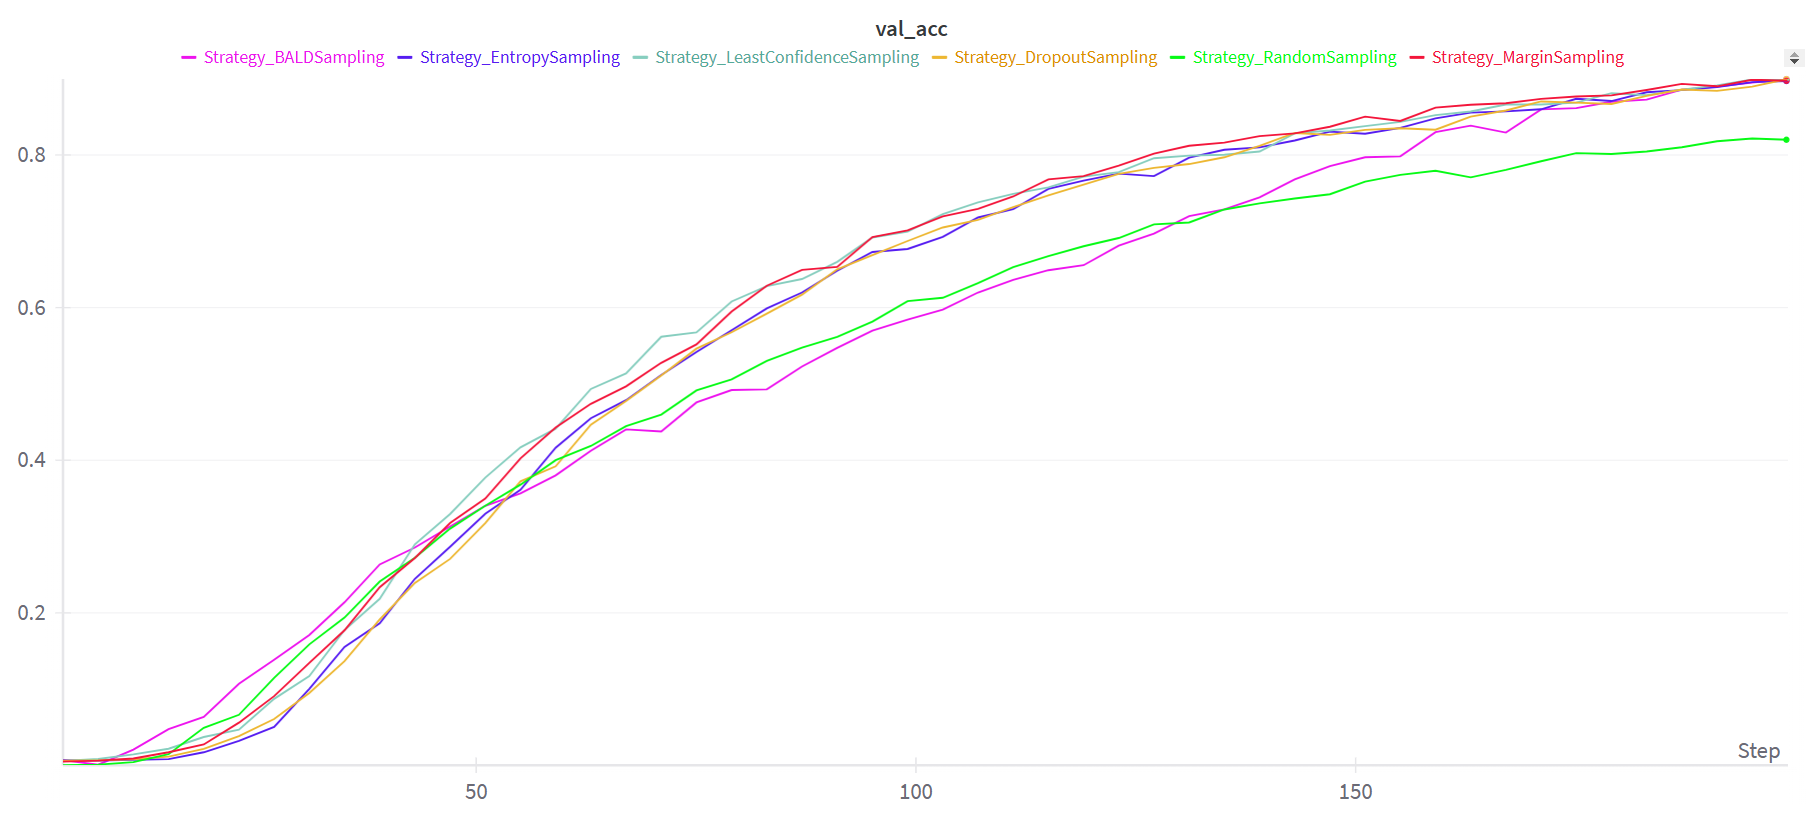 val_acc
Strategy_BALDSampling Strategy_EntropySampling Strategy_LeastConfidenceSampling Strategy_DropoutSampling Strategy_RandomSampling Strategy_MarginSampling
0.8
0.6
0.4
0.2
Step
50 100 150